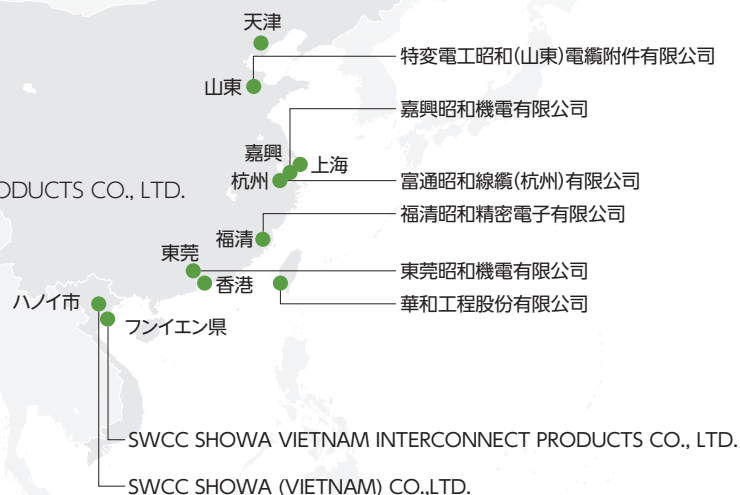 天津
特変電工昭和(山東)電纜附件有限公司
山東
嘉興昭和機電有限公司
嘉興
上海
杭州
富通昭和線纜(杭州)有限公司
ODUCTS CO., LTD.
福清昭和精密電子有限公司
福清
東莞
東莞昭和機電有限公司
香港
華和工程股份有限公司
ハノイ市
フンイエン県
SWCC SHOWA VIETNAM INTERCONNECT PRODUCTS CO., LTD.
SWCC SHOWA (VIETNAM) CO.,LTD.